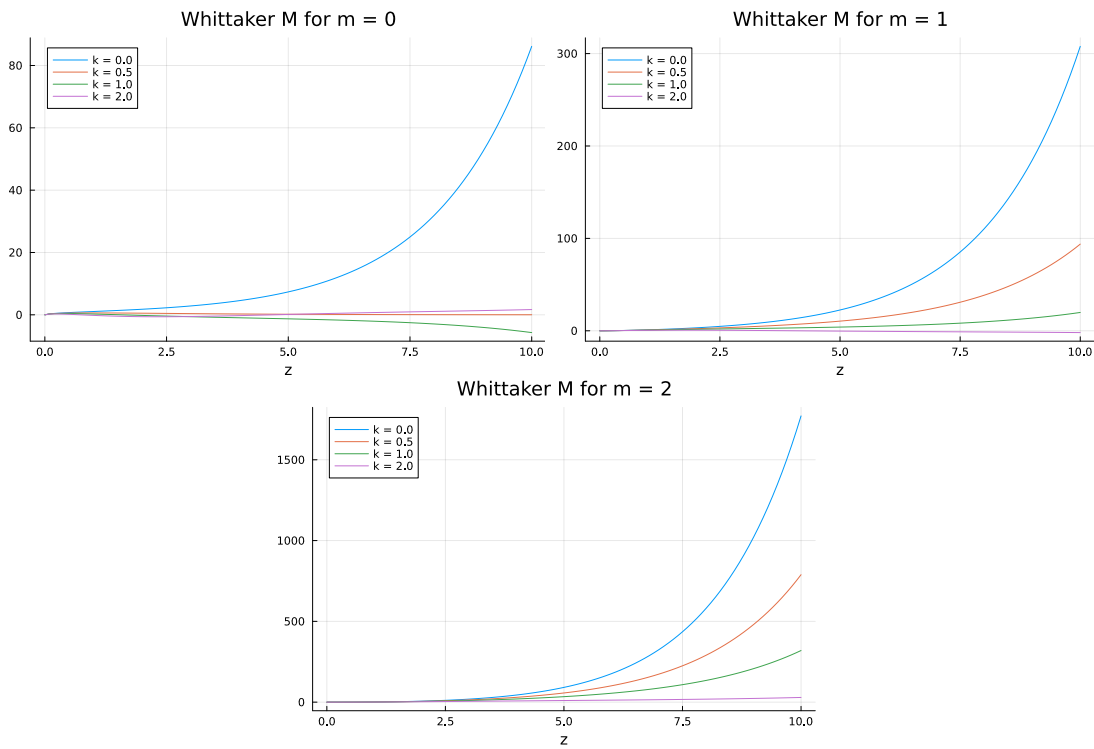 Whittaker M for m = 0
80
60
40
20
0
k = 0.0
k = 0.5
k = 1.0
k = 2.0
0.0 2.5 5.0 7.5 10.0
z
Whittaker M for m = 1
300
200
100
0
k = 0.0
k = 0.5
k = 1.0
k = 2.0
0.0 2.5 5.0 7.5 10.0
z
Whittaker M for m = 2
1500
1000
500
0
k = 0.0
k = 0.5
k = 1.0
k = 2.0
0.0 2.5 5.0 7.5 10.0
z